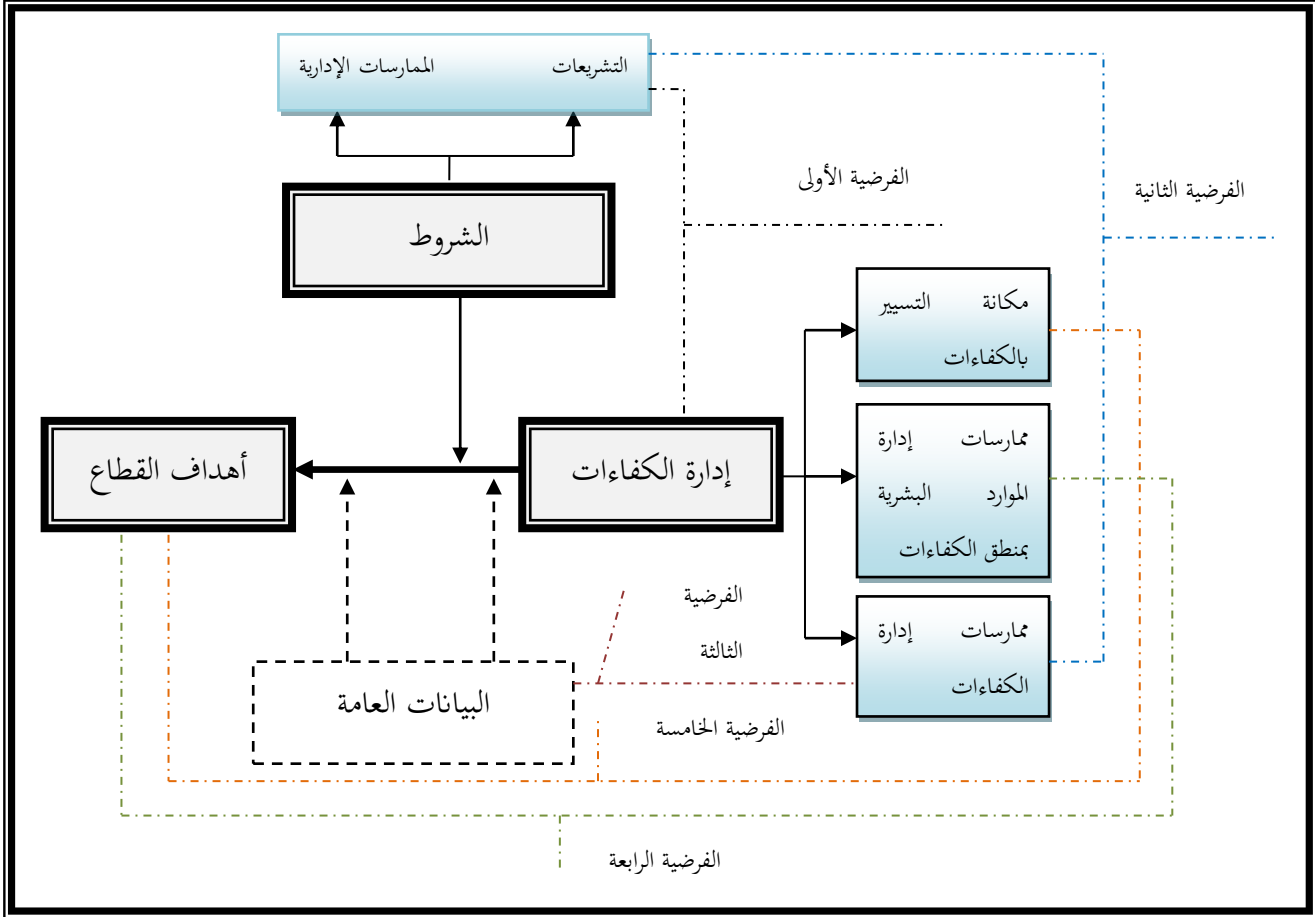 التشريعات الممارسات الإدارية
الفرضية الأولى
الفرضية الثانية
الشروط
مكانة التسيير
بالكفاءات
ممارسات إدارة
الموارد البشرية
بمنطق الكفاءات
إدارة الكفاءات
أهداف القطاع
الفرضية
الثالثة
ممارسات إدارة
الكفاءات
البيانات العامة
الفرضية الخامسة
الفرضية الرابعة